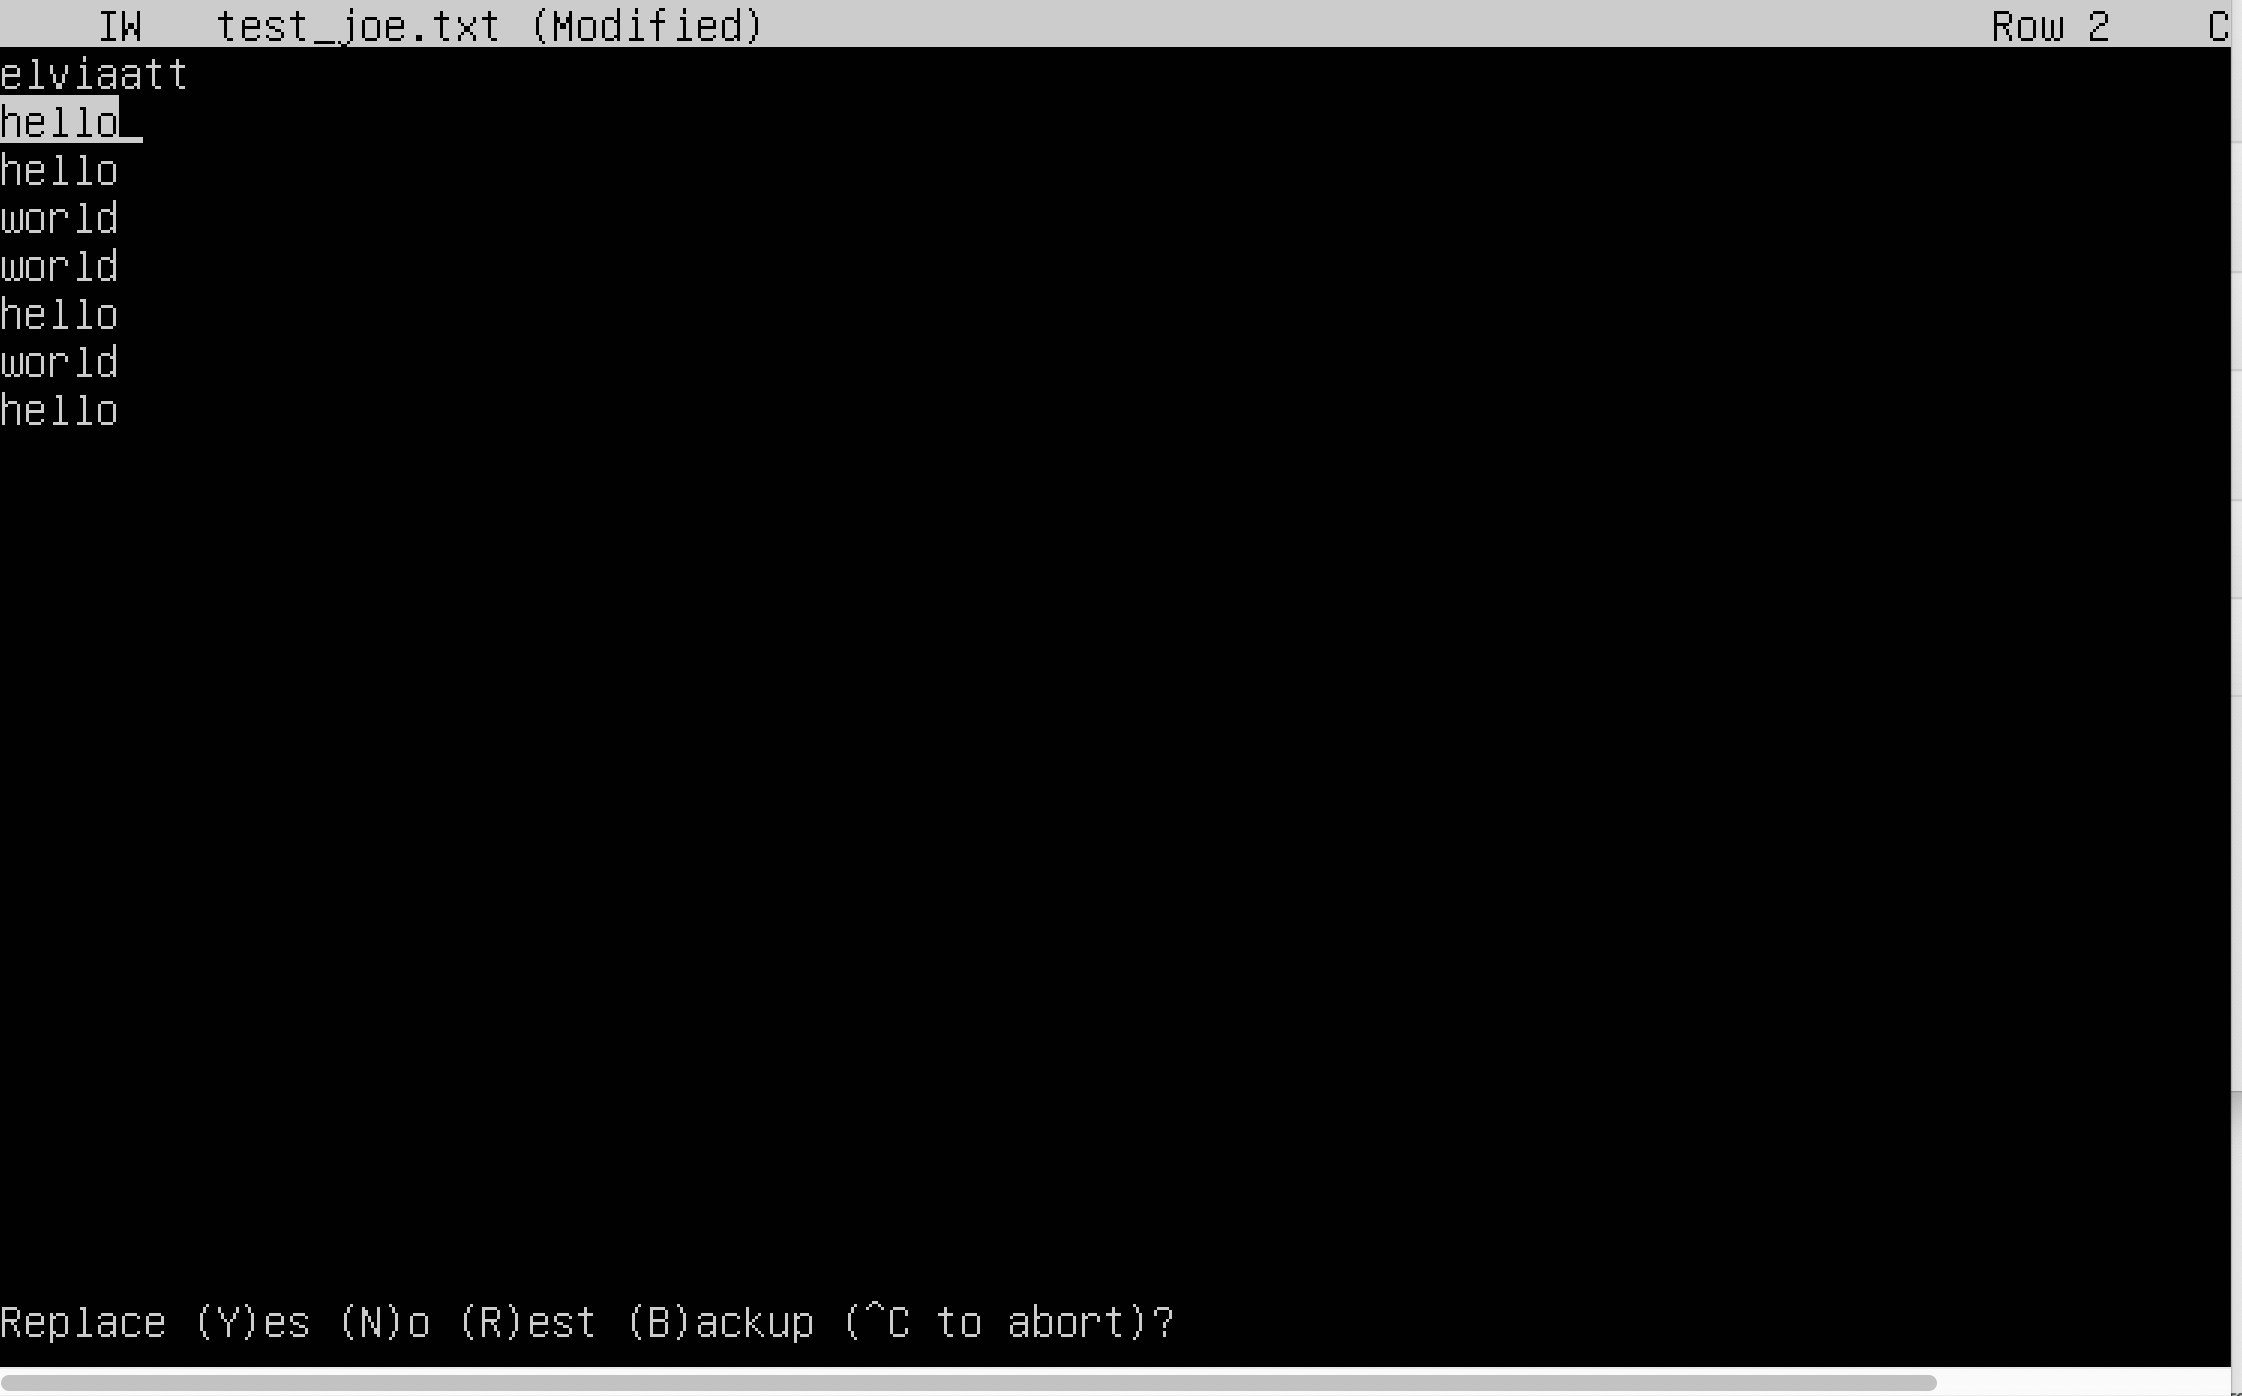 IW test_joe.txt (Modified) Row 2 C
elviaatt
hello
hello
world
world
hello
world
hello
Replace (Y)es (N)o (R)est (B)ackup (^C to abort)?